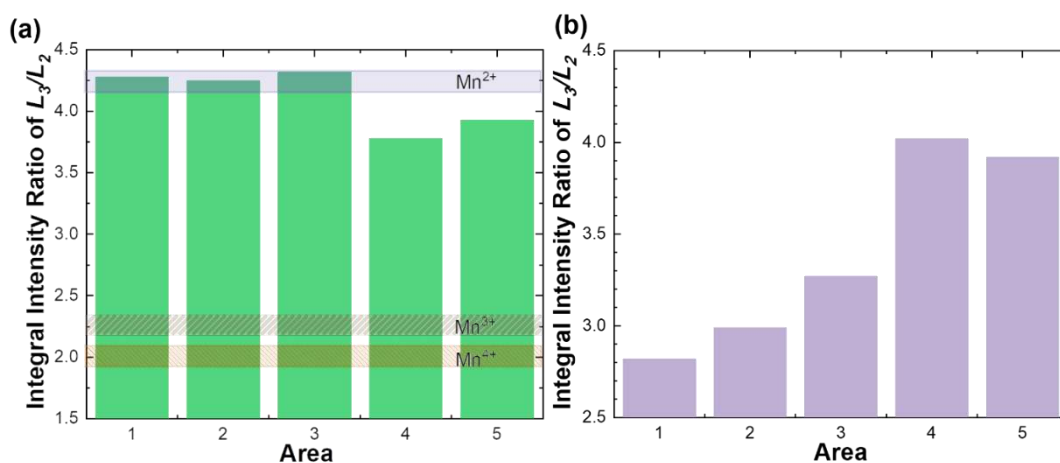 (a)
Integral Intensity Ratio of L3/L2
4.5
4.0
3.5
3.0
2.5
2.0
1.5
Mn2+
Mn3+
Mn4+
1 2 3 4 5
Area
(b)
Integral Intensity Ratio of L3/L2
4.5
4.0
3.5
3.0
2.5
1 2 3 4 5
Area